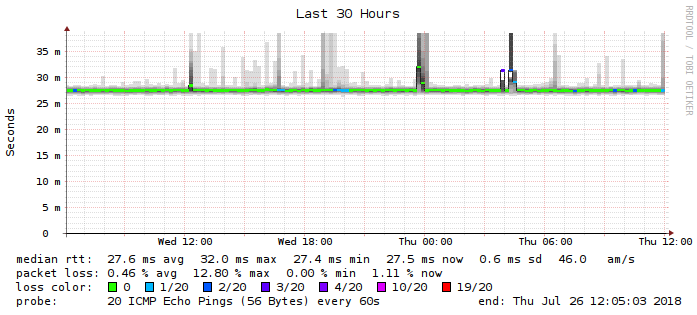 Last 30 Hours
RRDTOOL / TOBI OETIKER
Seconds
35 m
30 m
25 m
20 m
15 m
10 m
5 m
0
Wed 12:00 Wed 18:00 Thu 00:00 Thu 06:00 Thu 12:00
median rtt: 27.6 ms avg 32.0 ms max 27.4 ms min 27.5 ms now 0.6 ms sd 46.0 am/s
packet loss: 0.46 % avg 12.80 % max 0.00 % min 1.11 % now
loss color: 0 1/20 2/20 3/20 4/20 10/20 19/20
probe: 20 ICMP Echo Pings (56 Bytes) every 60s end: Thu Jul 26 12:05:03 2018